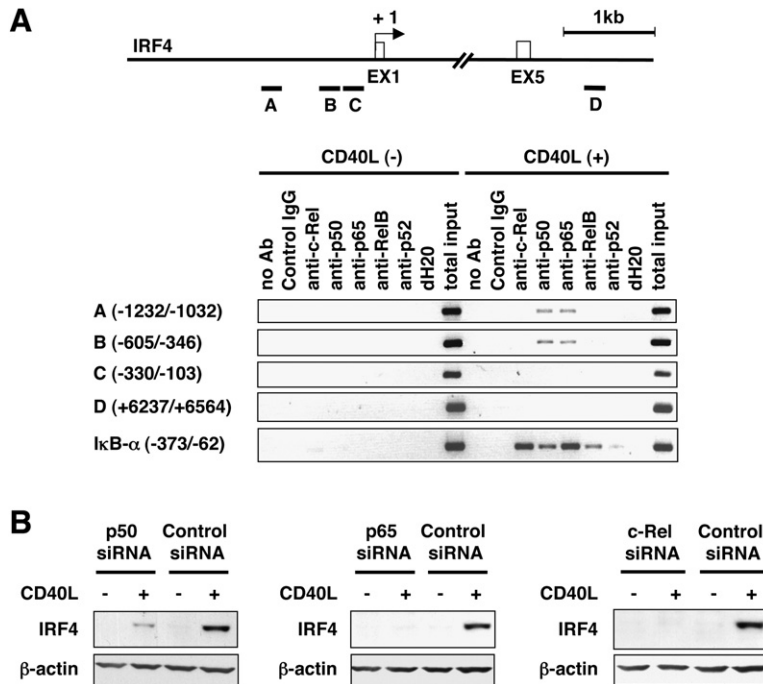 A
+ 1
1kb
IRF4
EX1
EX5
A
B
C
D
CD40L (-)
CD40L (+)
no Ab
Control IgG
anti-c-Rel
anti-p50
anti-p65
anti-RelB
anti-p52
dH20
total input
no Ab
Control IgG
anti-c-Rel
anti-p50
anti-p65
anti-RelB
anti-p52
dH20
total input
A (-1232/-1032)
B (-605/-346)
C (-330/-103)
D (+6237/+6564)
IκB-α (-373/-62)
B
p50 siRNA
Control siRNA
CD40L - + - +
IRF4
β-actin
p65 siRNA
Control siRNA
CD40L - + - +
IRF4
β-actin
c-Rel siRNA
Control siRNA
CD40L - + - +
IRF4
β-actin